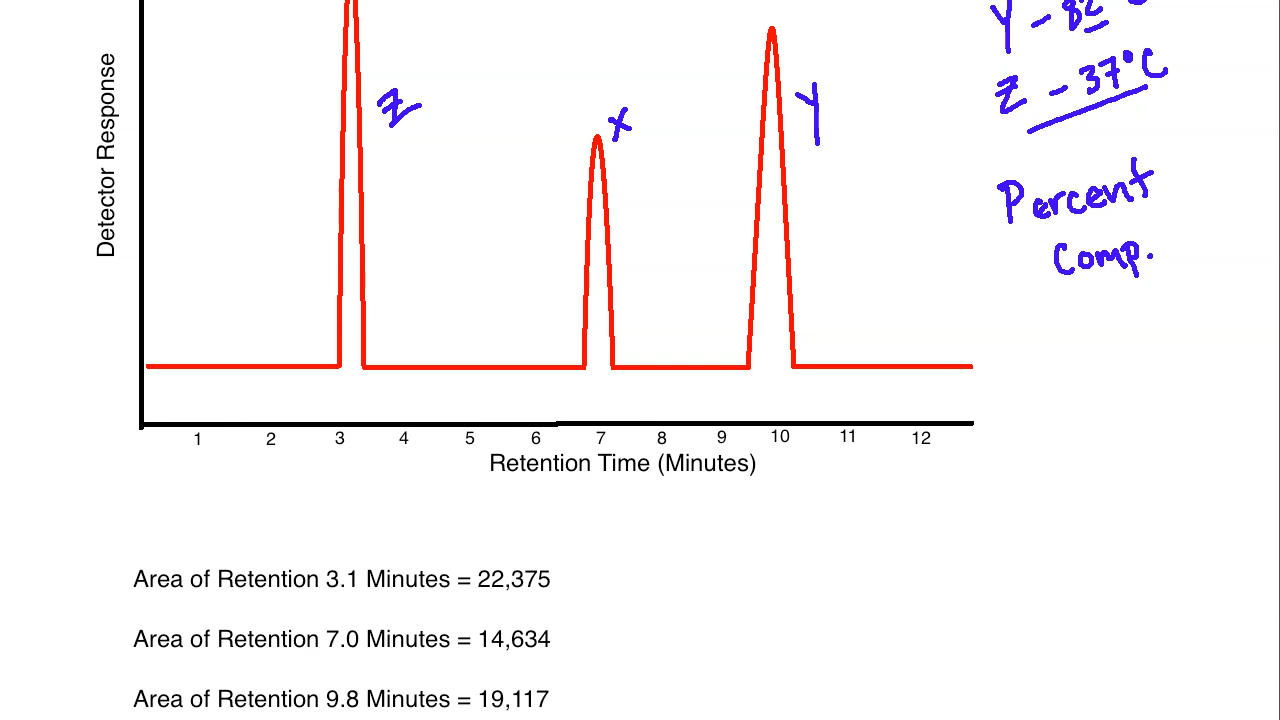 Y - 82
Z - 37°C
Percent
Comp.
Detector Response
Z
X
Y
1 2 3 4 5 6 7 8 9 10 11 12
Retention Time (Minutes)
Area of Retention 3.1 Minutes = 22,375
Area of Retention 7.0 Minutes = 14,634
Area of Retention 9.8 Minutes = 19,117